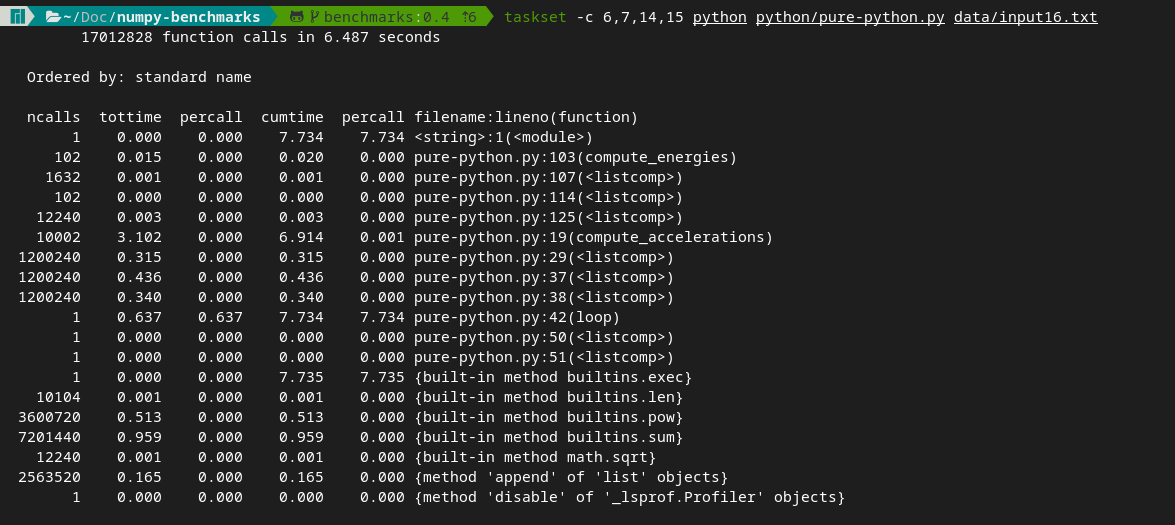 ~/Doc/numpy-benchmarks benchmarks:0.4 ⇡6 taskset -c 6,7,14,15 python python/pure-python.py data/input16.txt
17012828 function calls in 6.487 seconds
Ordered by: standard name
ncalls tottime percall cumtime percall filename:lineno(function)
1 0.000 0.000 7.734 7.734 <string>:1(<module>)
102 0.015 0.000 0.020 0.000 pure-python.py:103(compute_energies)
1632 0.001 0.000 0.001 0.000 pure-python.py:107(<listcomp>)
102 0.000 0.000 0.000 0.000 pure-python.py:114(<listcomp>)
12240 0.003 0.000 0.003 0.000 pure-python.py:125(<listcomp>)
10002 3.102 0.000 6.914 0.001 pure-python.py:19(compute_accelerations)
1200240 0.315 0.000 0.315 0.000 pure-python.py:29(<listcomp>)
1200240 0.436 0.000 0.436 0.000 pure-python.py:37(<listcomp>)
1200240 0.340 0.000 0.340 0.000 pure-python.py:38(<listcomp>)
1 0.637 0.637 7.734 7.734 pure-python.py:42(loop)
1 0.000 0.000 0.000 0.000 pure-python.py:50(<listcomp>)
1 0.000 0.000 0.000 0.000 pure-python.py:51(<listcomp>)
1 0.000 0.000 7.735 7.735 {built-in method builtins.exec}
10104 0.001 0.000 0.001 0.000 {built-in method builtins.len}
3600720 0.513 0.000 0.513 0.000 {built-in method builtins.pow}
7201440 0.959 0.000 0.959 0.000 {built-in method builtins.sum}
12240 0.001 0.000 0.001 0.000 {built-in method math.sqrt}
2563520 0.165 0.000 0.165 0.000 {method 'append' of 'list' objects}
1 0.000 0.000 0.000 0.000 {method 'disable' of '_lsprof.Profiler' objects}